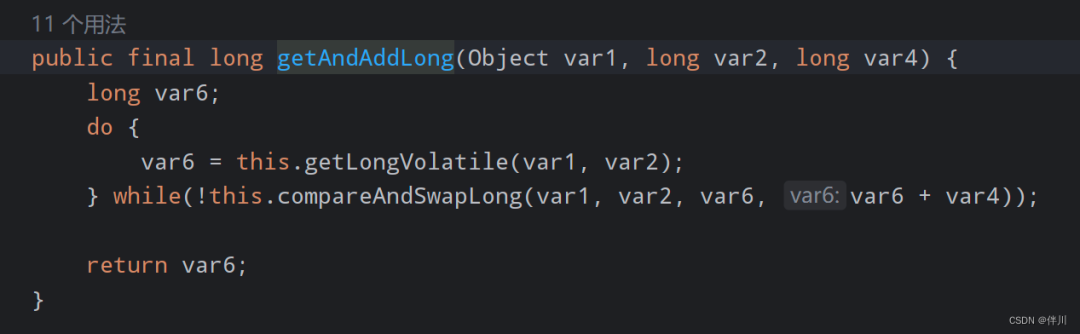 11 个用法
public final long getAndAddLong(Object var1, long var2, long var4) {
    long var6;
    do {
        var6 = this.getLongVolatile(var1, var2);
    } while(!this.compareAndSwapLong(var1, var2, var6, var6: var6 + var4));

    return var6;
}
CSDN @伴川